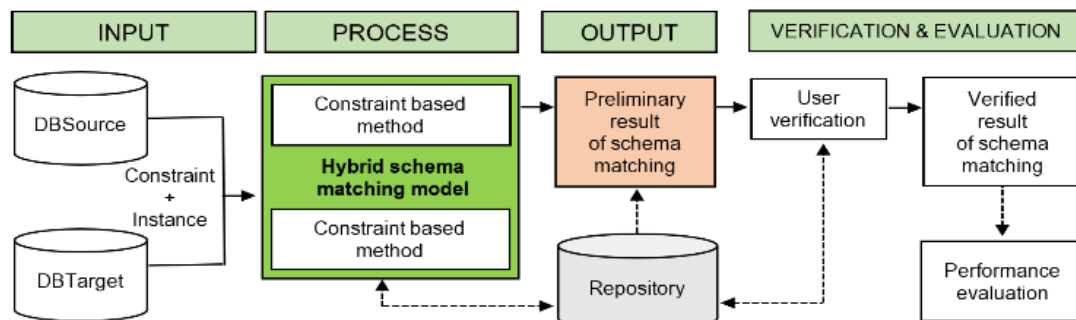 INPUT
PROCESS
OUTPUT
VERIFICATION & EVALUATION
DBSource
Constraint
+
Instance
DBTarget
Constraint based
method
Hybrid schema
matching model
Constraint based
method
Preliminary
result
of schema
matching
Repository
User
verification
Verified
result
of schema
matching
Performance
evaluation